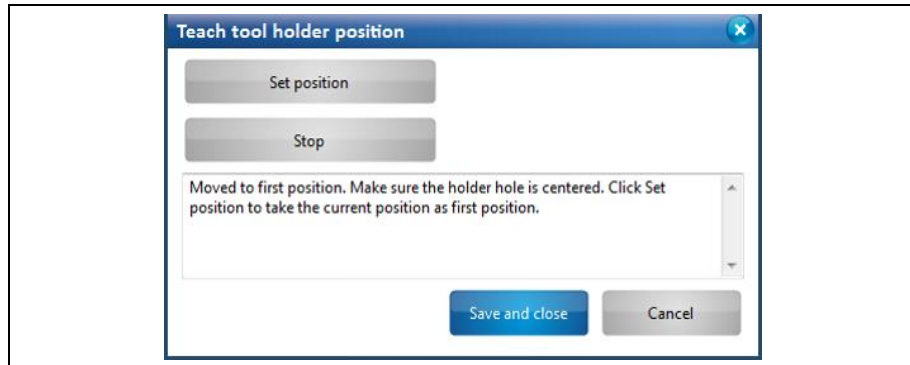 Teach tool holder position
Set position
Stop
Moved to first position. Make sure the holder hole is centered. Click Set
position to take the current position as first position.
Save and close
Cancel